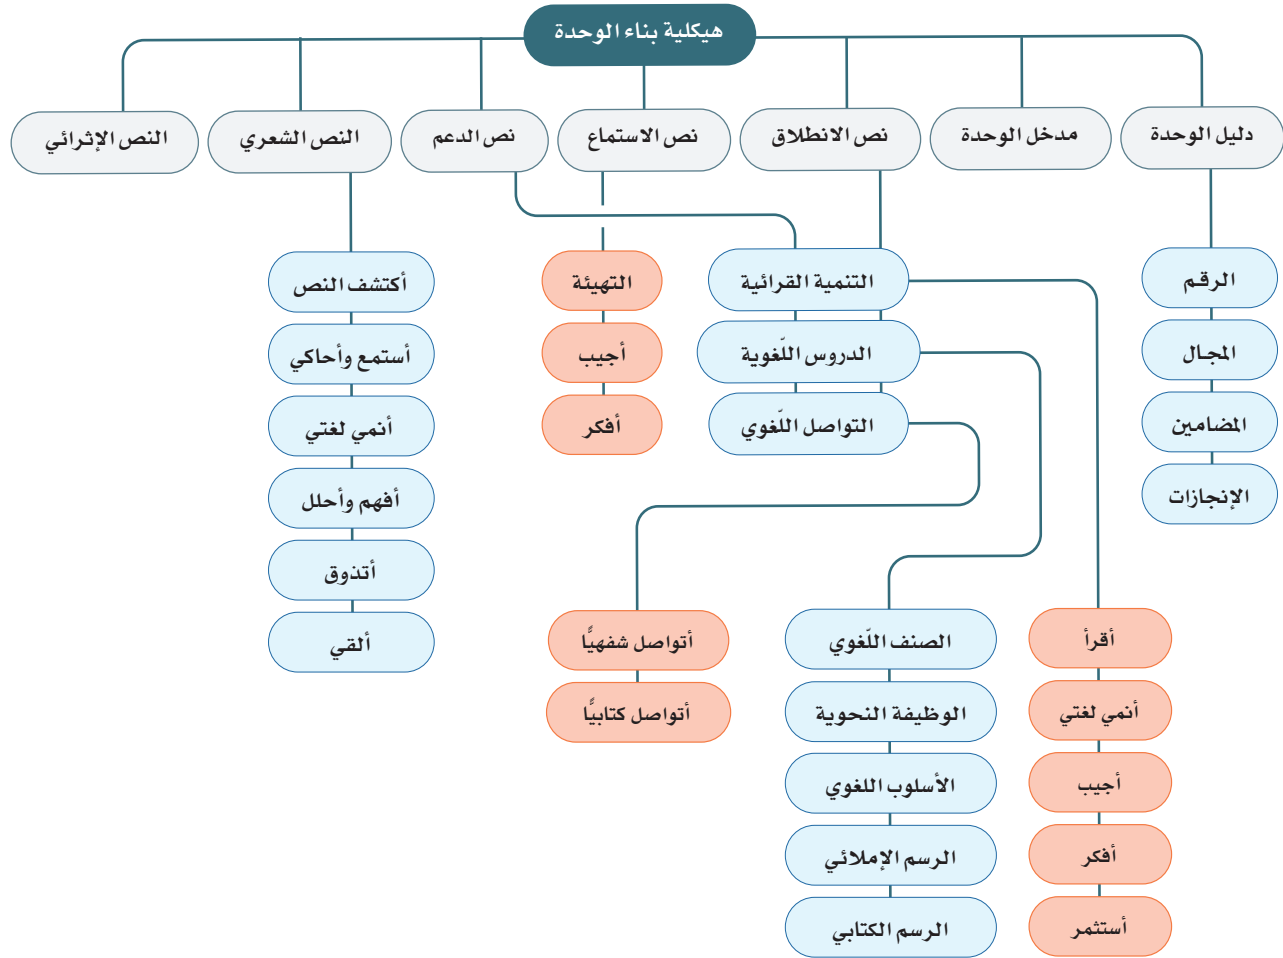 هيكلية بناء الوحدة
دليل الوحدة
مدخل الوحدة
نص الانطلاق
نص الاستماع
نص الدعم
النص الشعري
النص الإثرائي
الرقم
المجال
المضامين
الإنجازات
التنمية القرائية
الدروس اللّغوية
التواصل اللّغوي
التهيئة
أجيب
أفكر
أكتشف النص
أستمع وأحاكي
أنمي لغتي
أفهم وأحلل
أتذوق
ألقي
أقرأ
أنمي لغتي
أجيب
أفكر
أستثمر
الصنف اللّغوي
الوظيفة النحوية
الأسلوب اللغوي
الرسم الإملائي
الرسم الكتابي
أتواصل شفهيًّا
أتواصل كتابيًّا